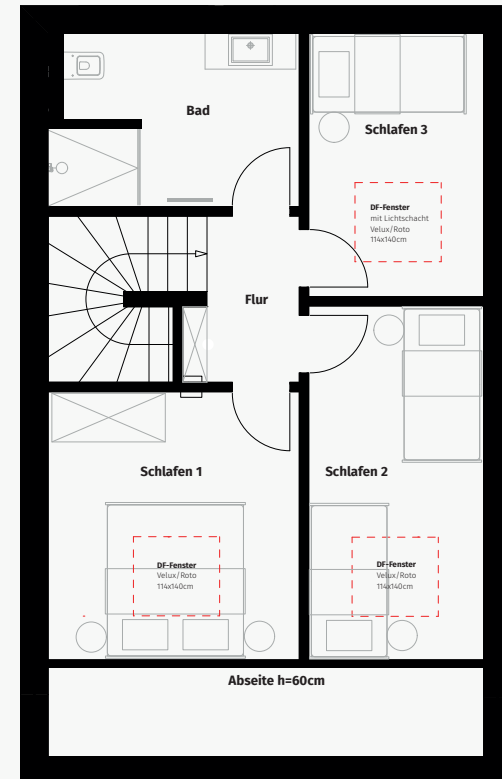 Bad
Schlafen 3
DF-Fenster
mit Lichtschacht
Velux/Roto
114x140cm
Flur
Schlafen 1
Schlafen 2
DF-Fenster
Velux/Roto
114x140cm
DF-Fenster
Velux/Roto
114x140cm
Abseite h=60cm